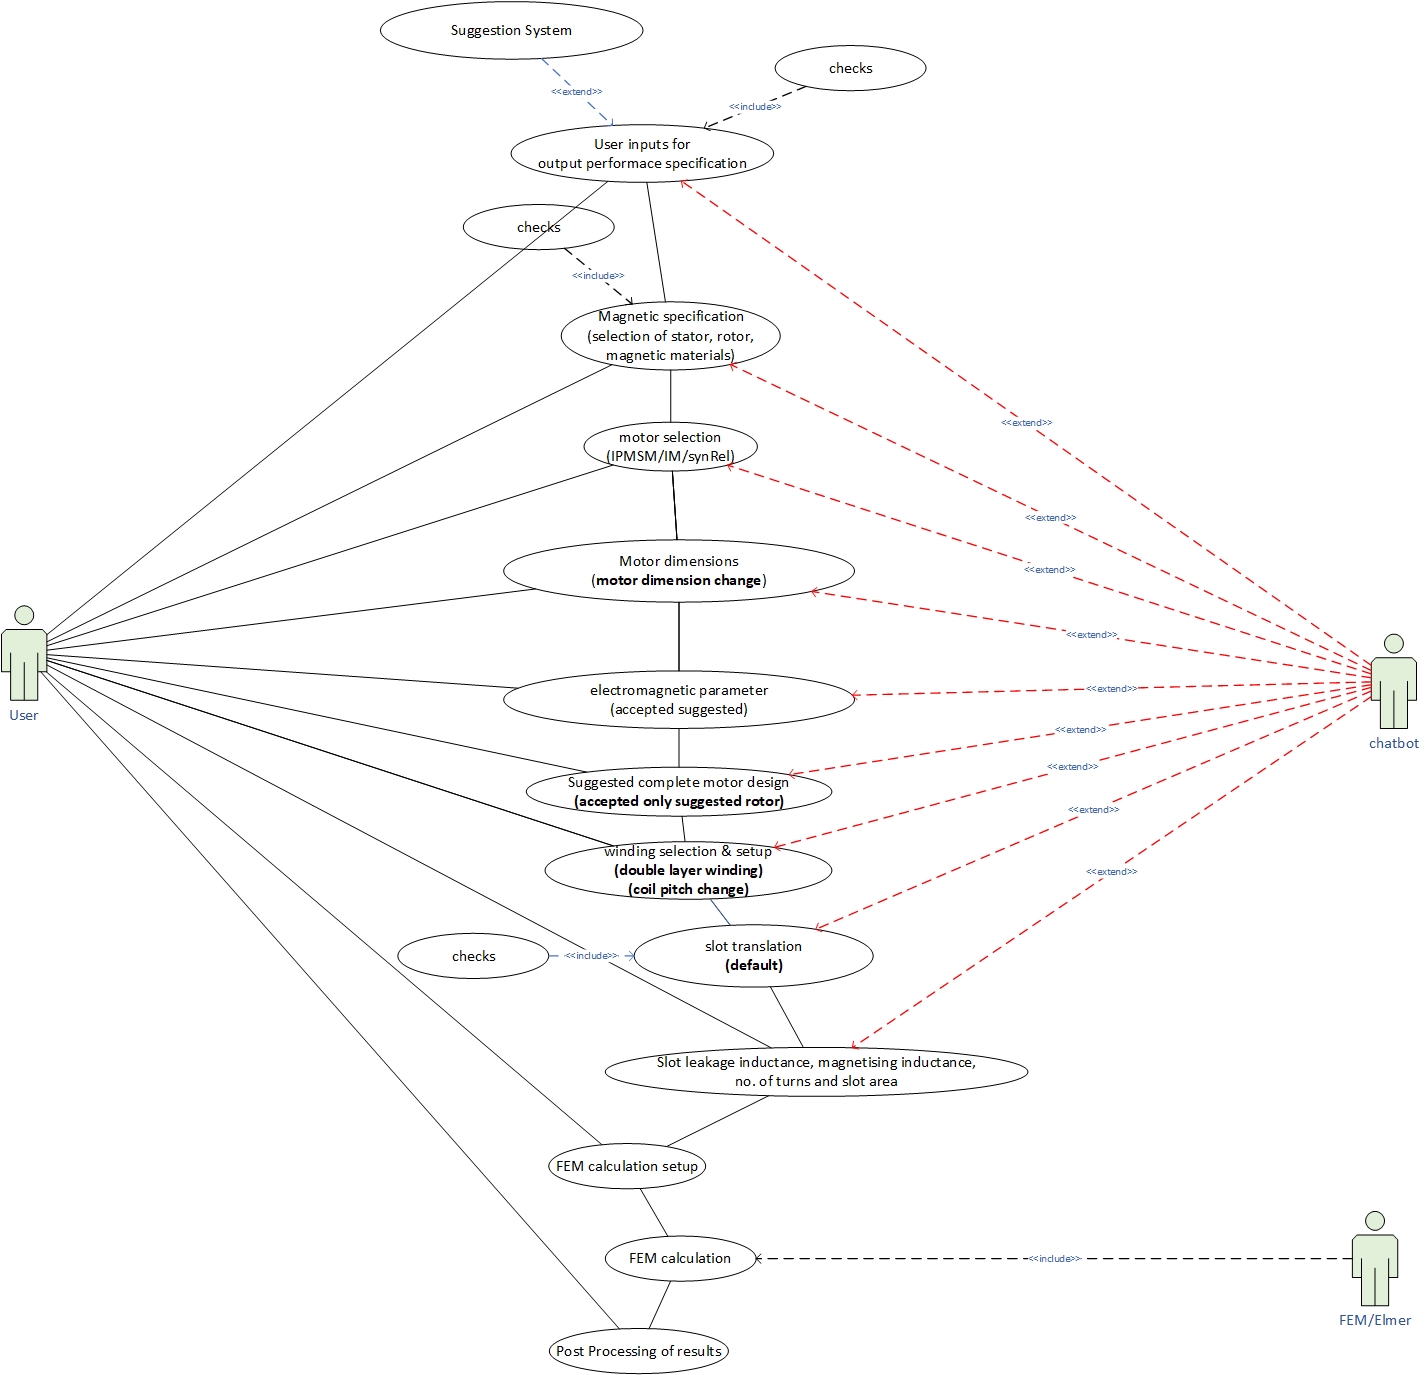 Suggestion System
checks
<<extend>>
<<include>>
User inputs for
output performace specification
checks
<<include>>
Magnetic specification
(selection of stator, rotor,
magnetic materials)
<<extend>>
motor selection
(IPMSM/IM/synRel)
<<extend>>
Motor dimensions
(motor dimension change)
<<extend>>
<<extend>>
electromagnetic parameter
(accepted suggested)
<<extend>>
User
chatbot
<<extend>>
Suggested complete motor design
(accepted only suggested rotor)
<<extend>>
winding selection & setup
(double layer winding)
(coil pitch change)
<<extend>>
<<extend>>
checks
<<include>>
slot translation
(default)
Slot leakage inductance, magnetising inductance,
no. of turns and slot area
FEM calculation setup
FEM calculation
<<include>>
FEM/Elmer
Post Processing of results